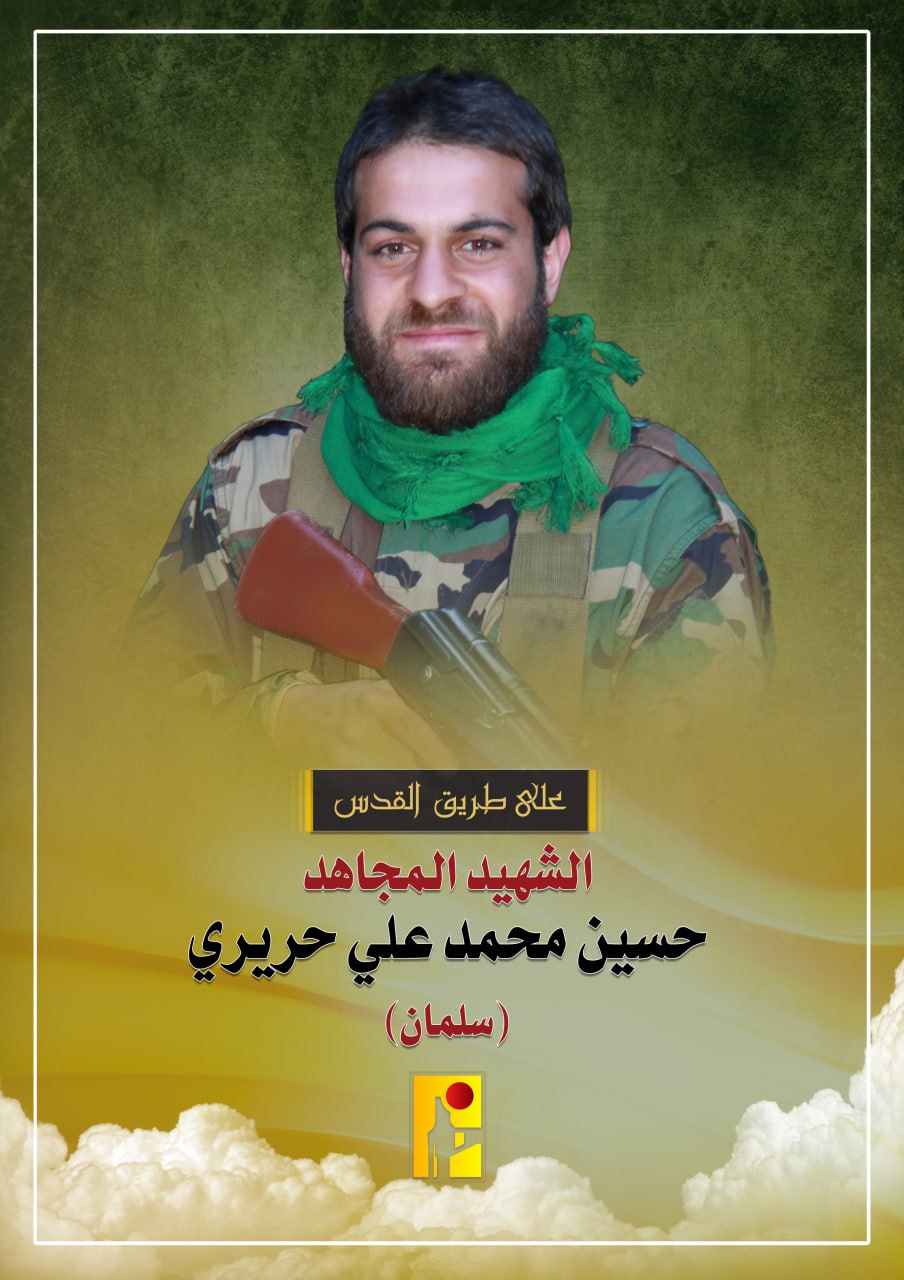 على طريق القدس
الشهيد المجاهد
حسين محمد علي حريري
(سلمان)